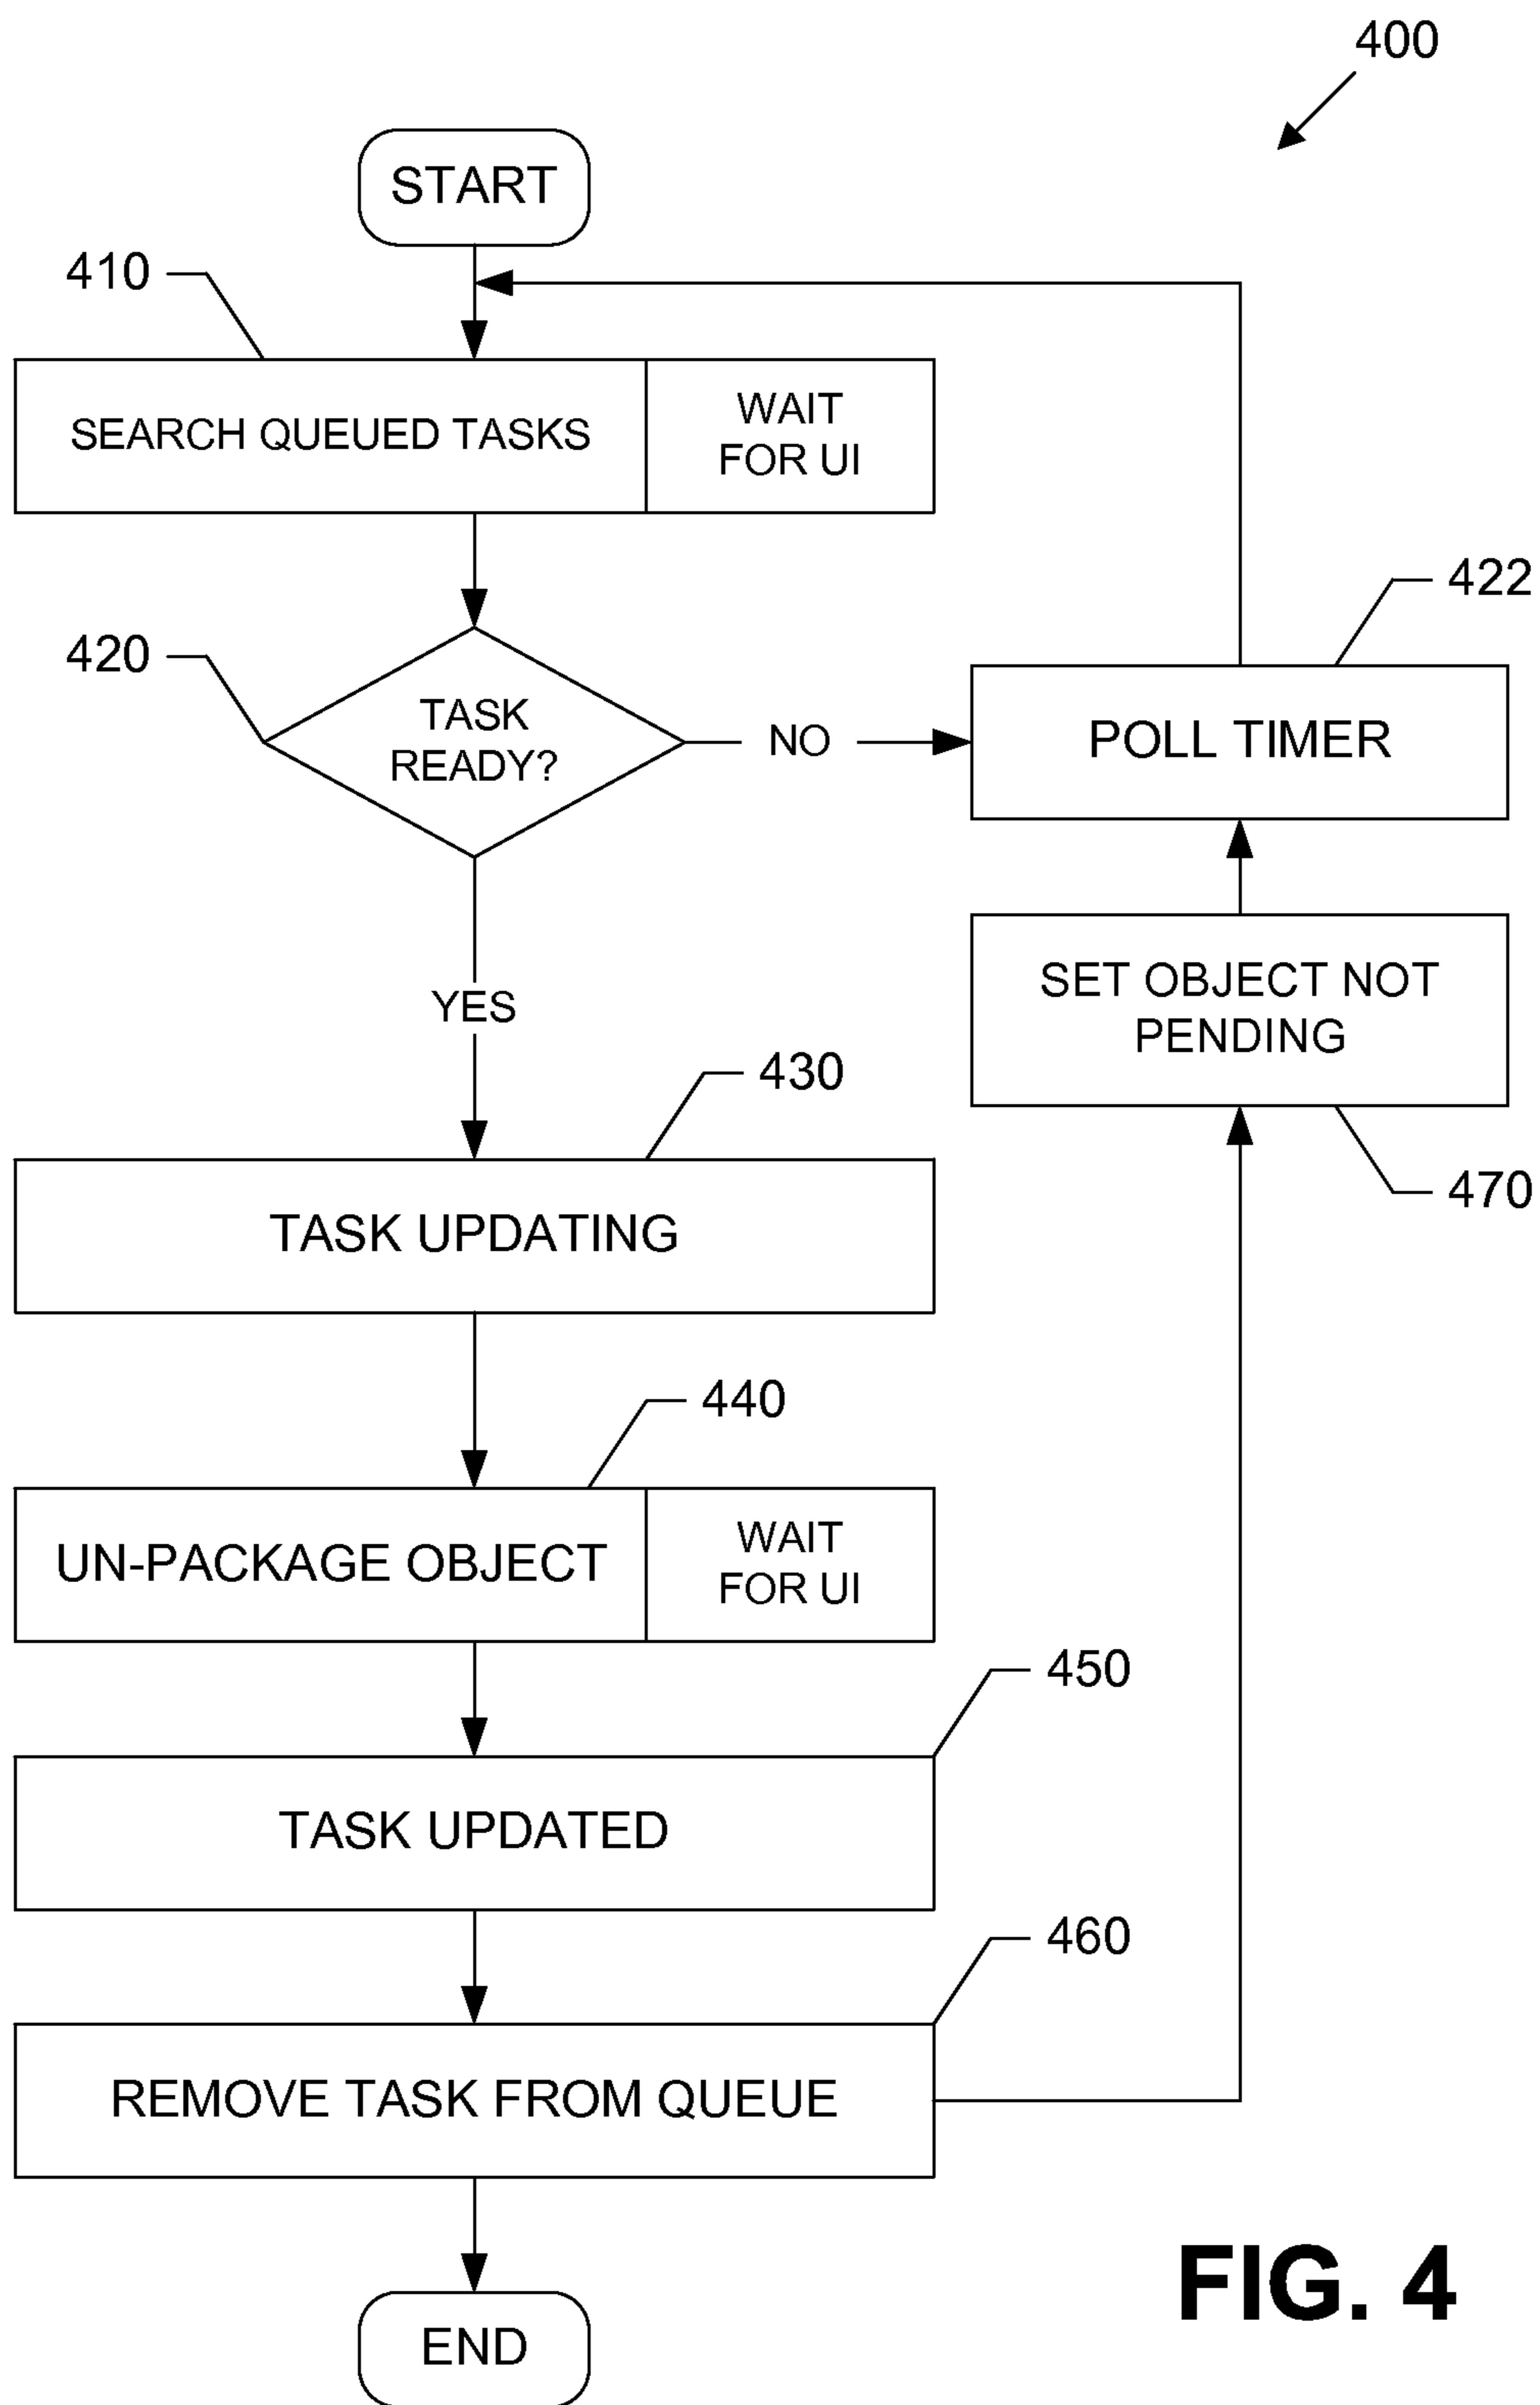 400
START
410
SEARCH QUEUED TASKS
WAIT
FOR UI
422
420
TASK
READY?
NO
POLL TIMER
YES
SET OBJECT NOT
PENDING
430
470
TASK UPDATING
440
UN-PACKAGE OBJECT
WAIT
FOR UI
450
TASK UPDATED
460
REMOVE TASK FROM QUEUE
END
FIG. 4